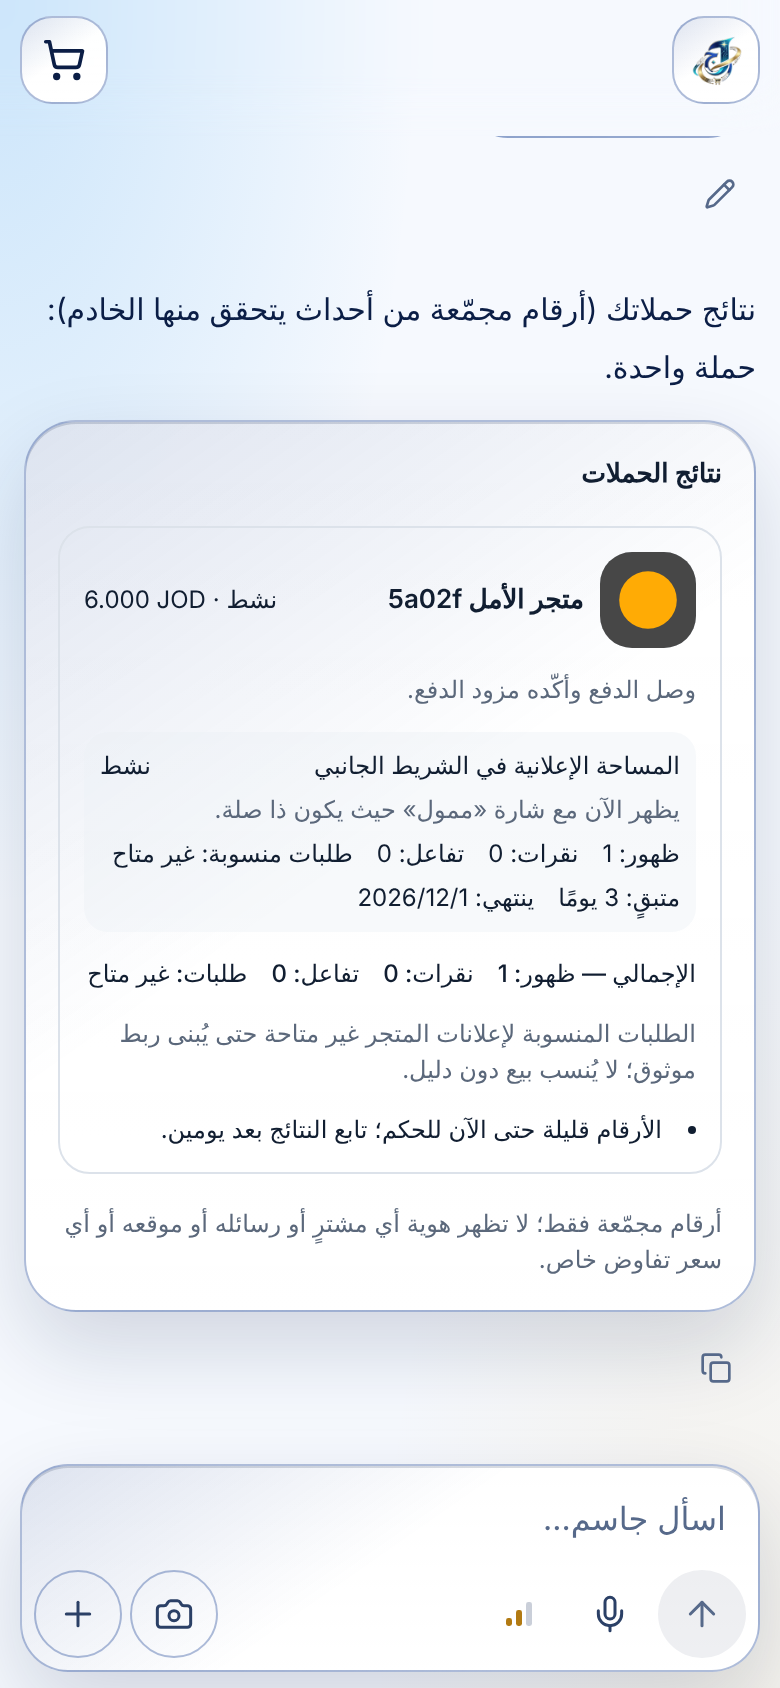 نتائج حملاتك (أرقام مجمّعة من أحداث يتحقق منها الخادم):
حملة واحدة.
نتائج الحملات
متجر الأمل 5a02f
نشط · 6.000 JOD
وصل الدفع وأكّده مزود الدفع.
المساحة الإعلانية في الشريط الجانبي
نشط
يظهر الآن مع شارة «ممول» حيث يكون ذا صلة.
ظهور: 1 نقرات: 0 تفاعل: 0 طلبات منسوبة: غير متاح
متبقٍ: 3 يومًا ينتهي: 2026/12/1
الإجمالي — ظهور: 1 نقرات: 0 تفاعل: 0 طلبات: غير متاح
الطلبات المنسوبة لإعلانات المتجر غير متاحة حتى يُبنى ربط
موثوق؛ لا يُنسب بيع دون دليل.
• الأرقام قليلة حتى الآن للحكم؛ تابع النتائج بعد يومين.
أرقام مجمّعة فقط؛ لا تظهر هوية أي مشترٍ أو رسائله أو موقعه أو أي
سعر تفاوض خاص.
اسأل جاسم...